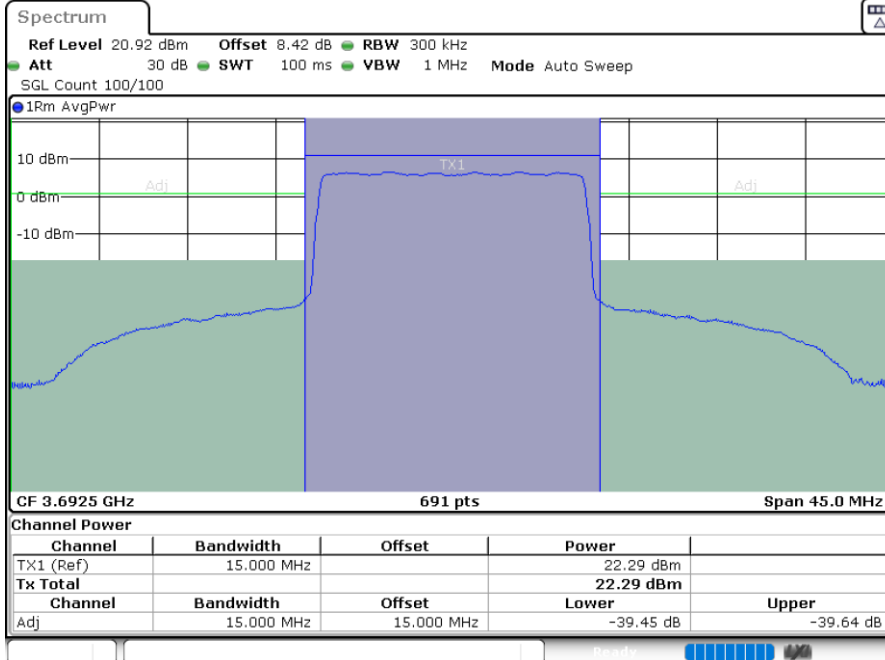 Spectrum
Ref Level 20.92 dBm Offset 8.42 dB RBW 300 kHz
Att 30 dB SWT 100 ms VBW 1 MHz Mode Auto Sweep
SGL Count 100/100
1Rm AvgPwr
10 dBm
TX1
Adj
Adj
0 dBm
-10 dBm
CF 3.6925 GHz 691 pts Span 45.0 MHz
Channel Power
Channel Bandwidth Offset Power
TX1 (Ref) 15.000 MHz 22.29 dBm
Tx Total 22.29 dBm
Channel Bandwidth Offset Lower Upper
Adj 15.000 MHz 15.000 MHz -39.45 dB -39.64 dB
Ready